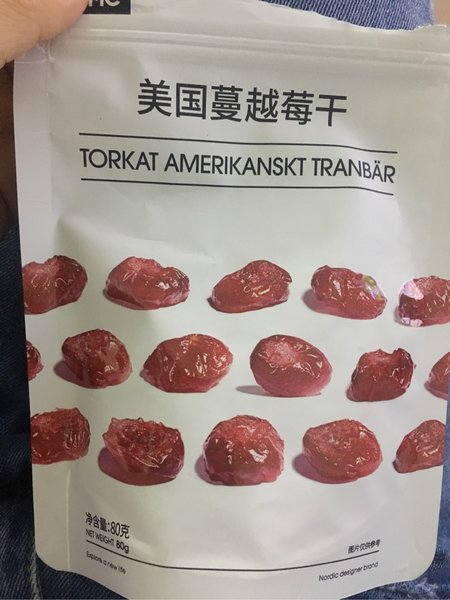 美国蔓越莓干
TORKAT AMERIKANSKT TRANBÄR
净含量:80克
NET WEIGHT 80g
Explore a new life
图片仅供参考
Nordic designer brand